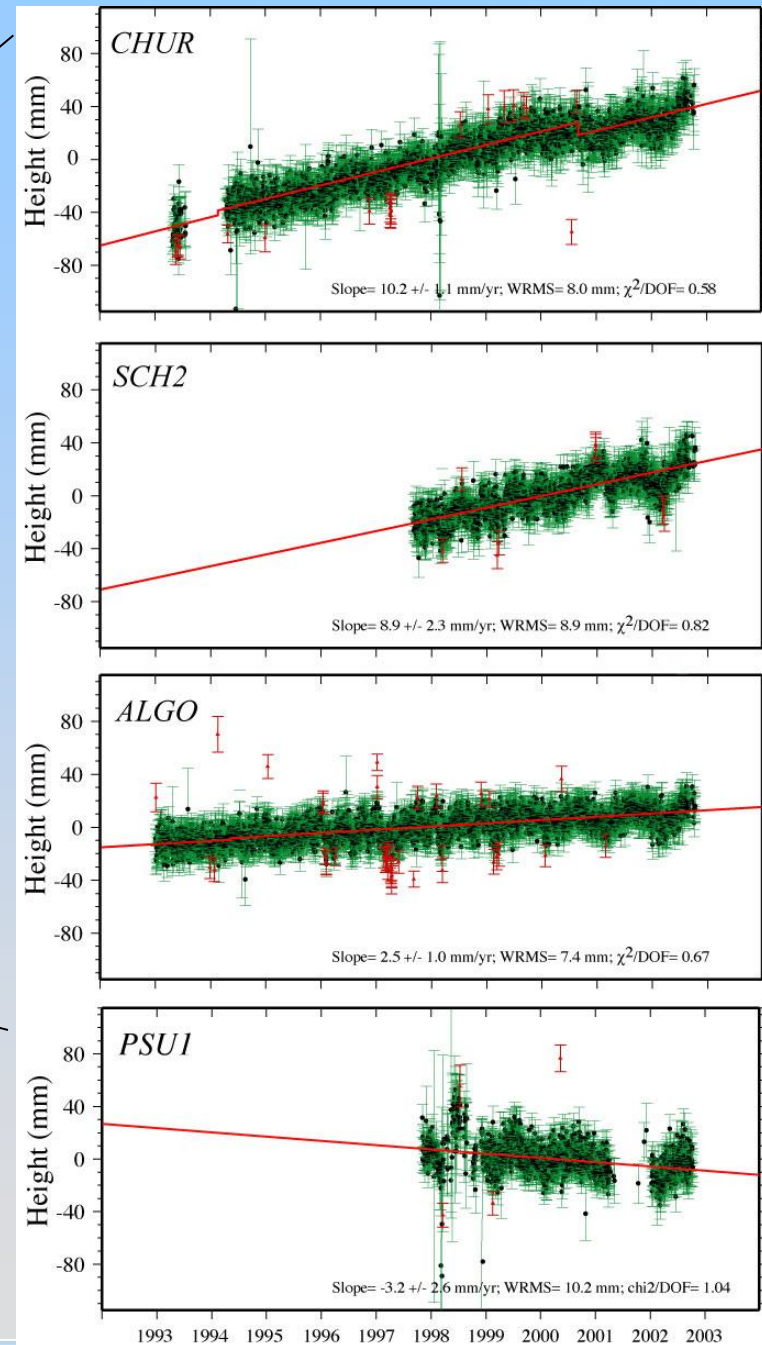 CHUR
80
40
0
-40
-80
Height (mm)
Slope= 10.2 +/- 1.1 mm/yr; WRMS= 8.0 mm; χ²/DOF= 0.58
SCH2
80
40
0
-40
-80
Height (mm)
Slope= 8.9 +/- 2.3 mm/yr; WRMS= 8.9 mm; χ²/DOF= 0.82
ALGO
80
40
0
-40
-80
Height (mm)
Slope= 2.5 +/- 1.0 mm/yr; WRMS= 7.4 mm; χ²/DOF= 0.67
PSU1
80
40
0
-40
-80
Height (mm)
Slope= -3.2 +/- 2.6 mm/yr; WRMS= 10.2 mm; chi2/DOF= 1.04
1993 1994 1995 1996 1997 1998 1999 2000 2001 2002 2003